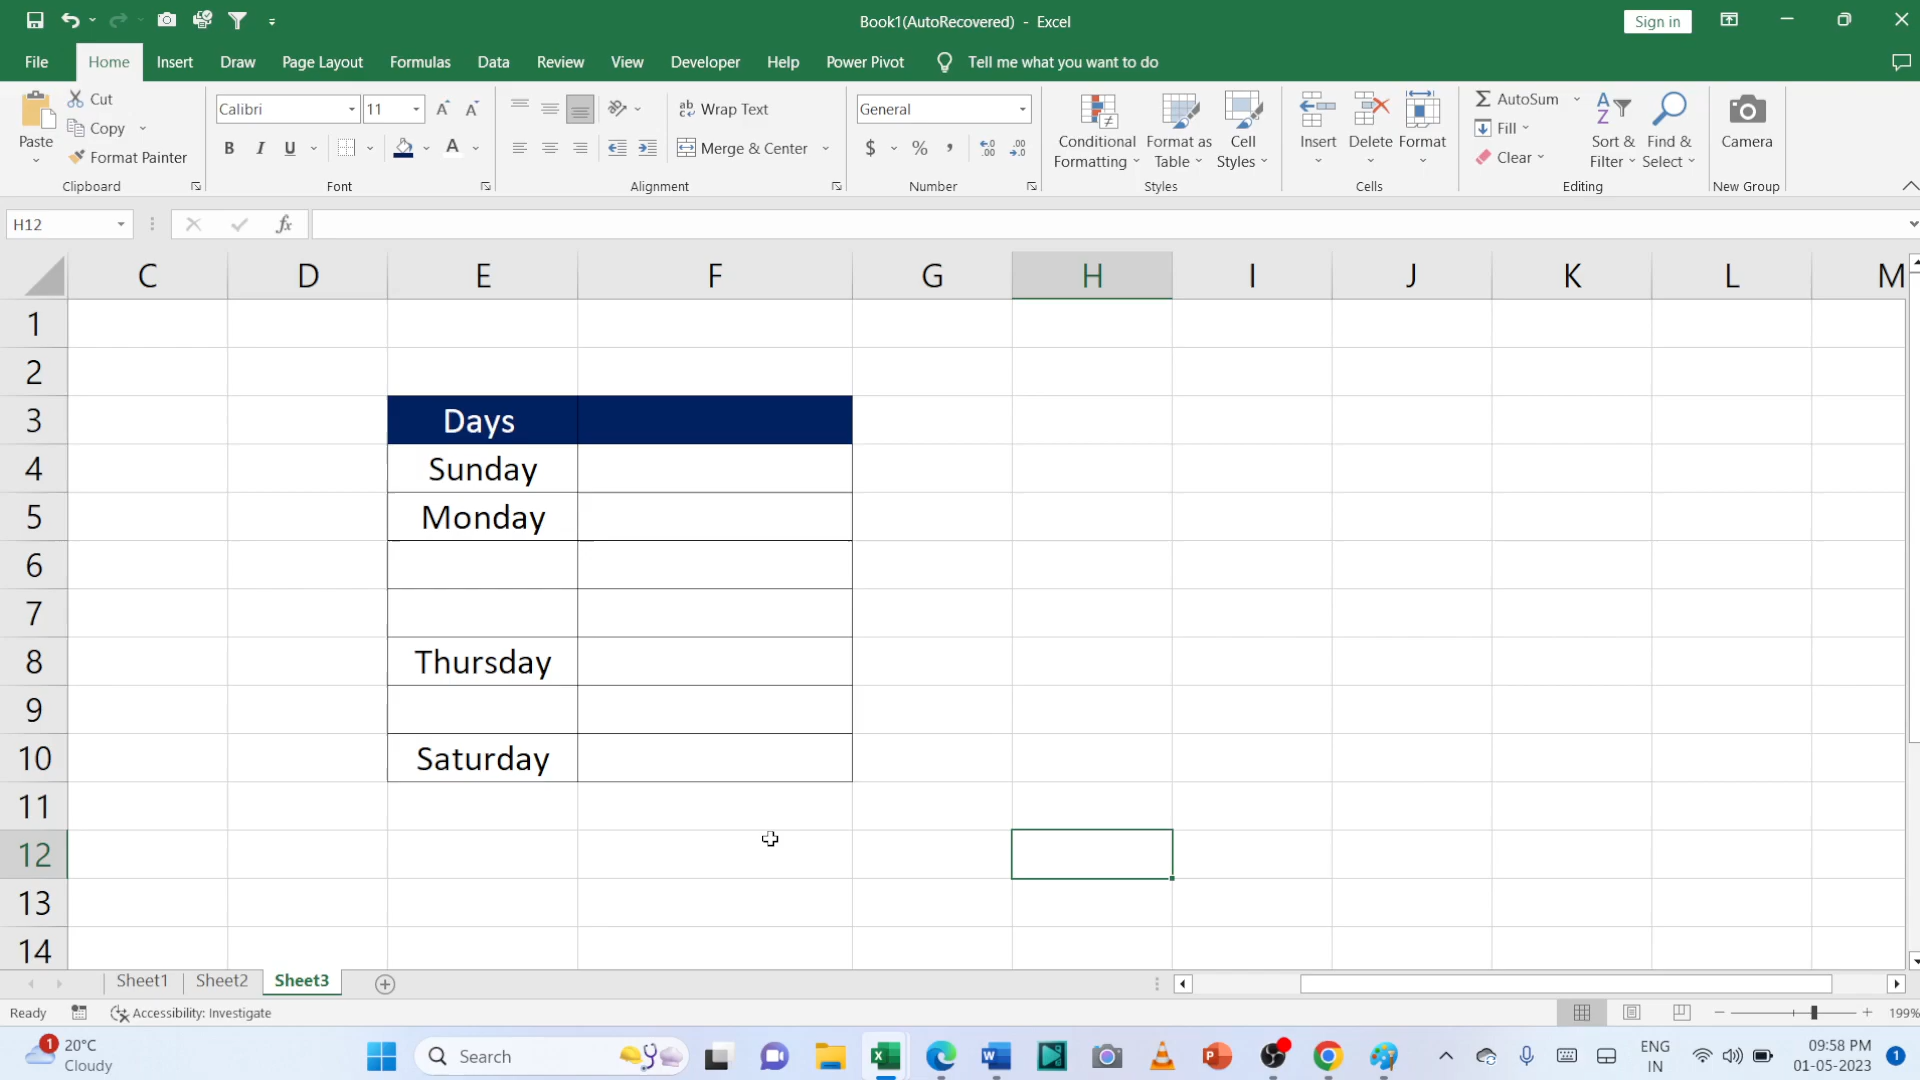 Book1(AutoRecovered) - Excel
Sign in
File Home Insert Draw Page Layout Formulas Data Review View Developer Help Power Pivot Tell me what you want to do
Paste
Cut
Copy
Format Painter
Clipboard
Calibri 11
B I U
Font
Wrap Text
Merge & Center
Alignment
General
$ % ,
Number
Conditional Formatting
Format as Table
Cell Styles
Styles
Insert Delete Format
Cells
AutoSum
Fill
Clear
Sort & Filter
Find & Select
Editing
Camera
New Group
H12
fx
C D E F G H I J K L M
1
2
3 Days
4 Sunday
5 Monday
6
7
8 Thursday
9
10 Saturday
11
12
13
14
Sheet1 Sheet2 Sheet3
Ready Accessibility: Investigate 199%
1 20°C
Cloudy
Search
ENG
IN
09:58 PM
01-05-2023
1